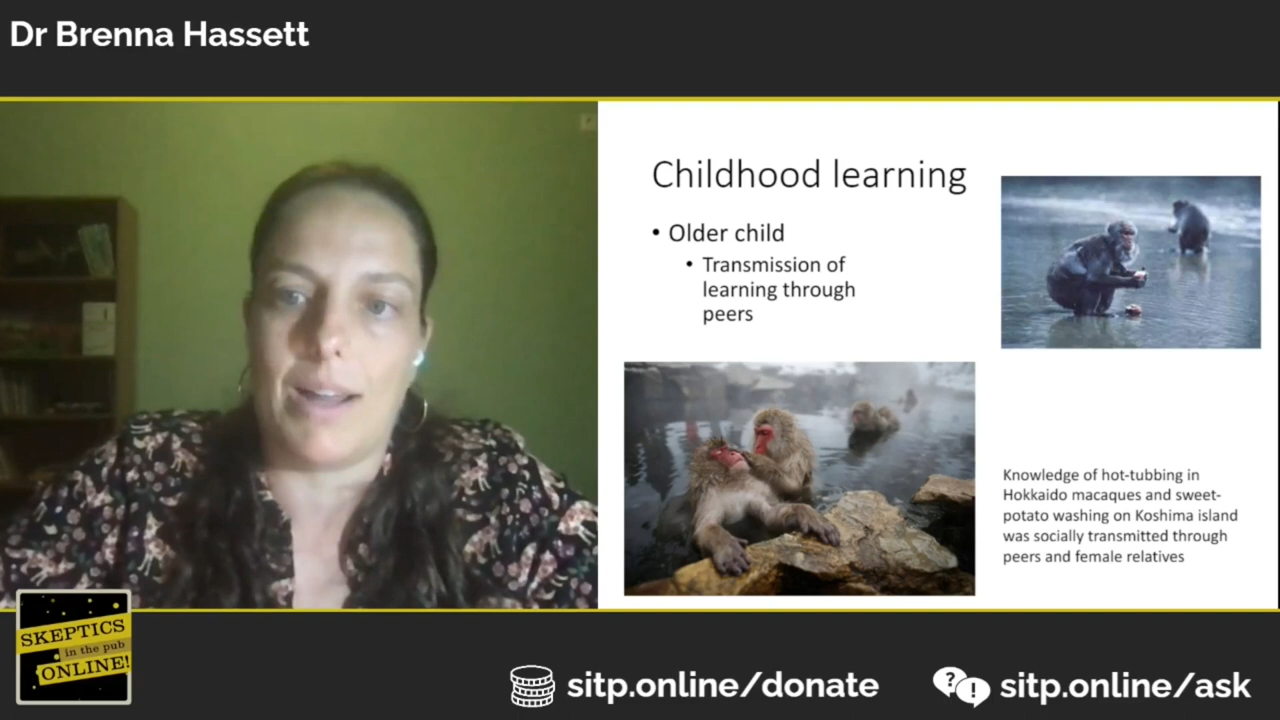 Dr Brenna Hassett
Childhood learning
• Older child
• Transmission of
learning through
peers
Knowledge of hot-tubbing in
Hokkaido macaques and sweet-
potato washing on Koshima island
was socially transmitted through
peers and female relatives
SKEPTICS
in the pub
ONLINE!
sitp.online/donate
? !
sitp.online/ask